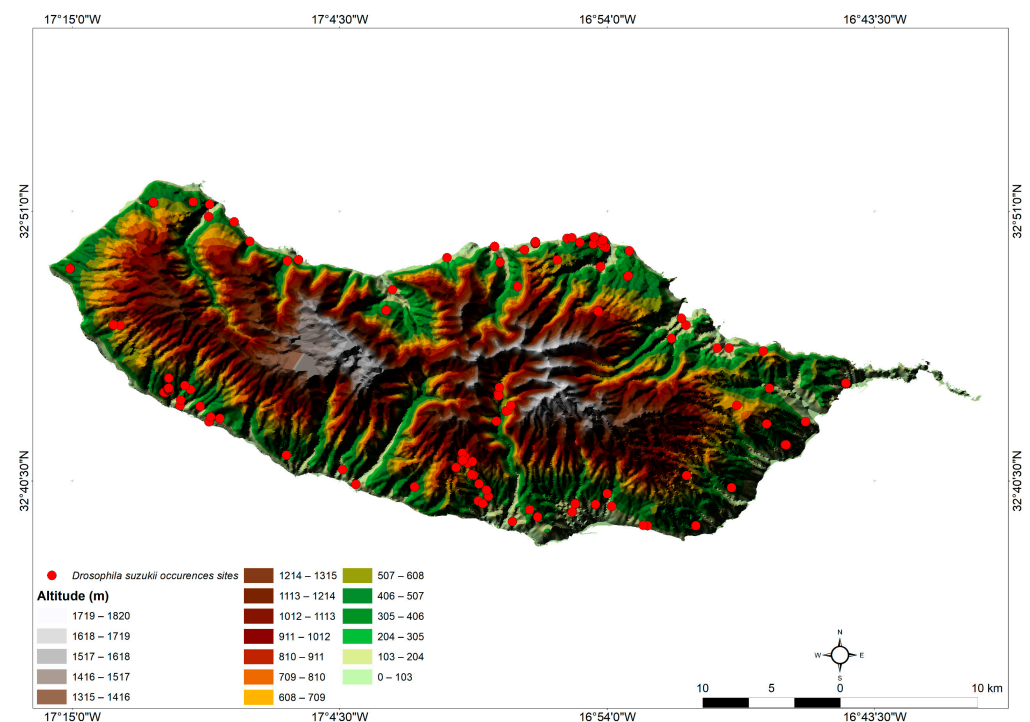 17°15'0"W 17°4'30"W 16°54'0"W 16°43'30"W
32°51'0"N 32°51'0"N
32°40'30"N 32°40'30"N
Drosophila suzukii occurences sites
Altitude (m)
1719 – 1820
1618 – 1719
1517 – 1618
1416 – 1517
1315 – 1416
1214 – 1315
1113 – 1214
1012 – 1113
911 – 1012
810 – 911
709 – 810
608 – 709
507 – 608
406 – 507
305 – 406
204 – 305
103 – 204
0 – 103
N
W E
S
10 5 0 10 km
17°15'0"W 17°4'30"W 16°54'0"W 16°43'30"W